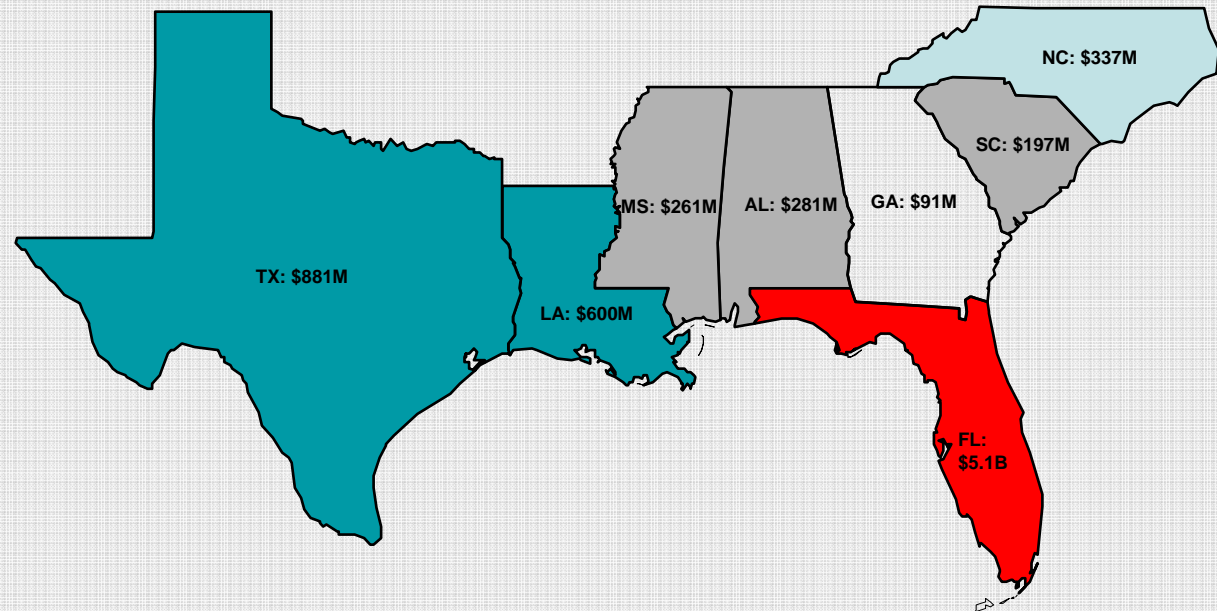 NC: $337M
SC: $197M
MS: $261M
AL: $281M
GA: $91M
TX: $881M
LA: $600M
FL:
$5.1B